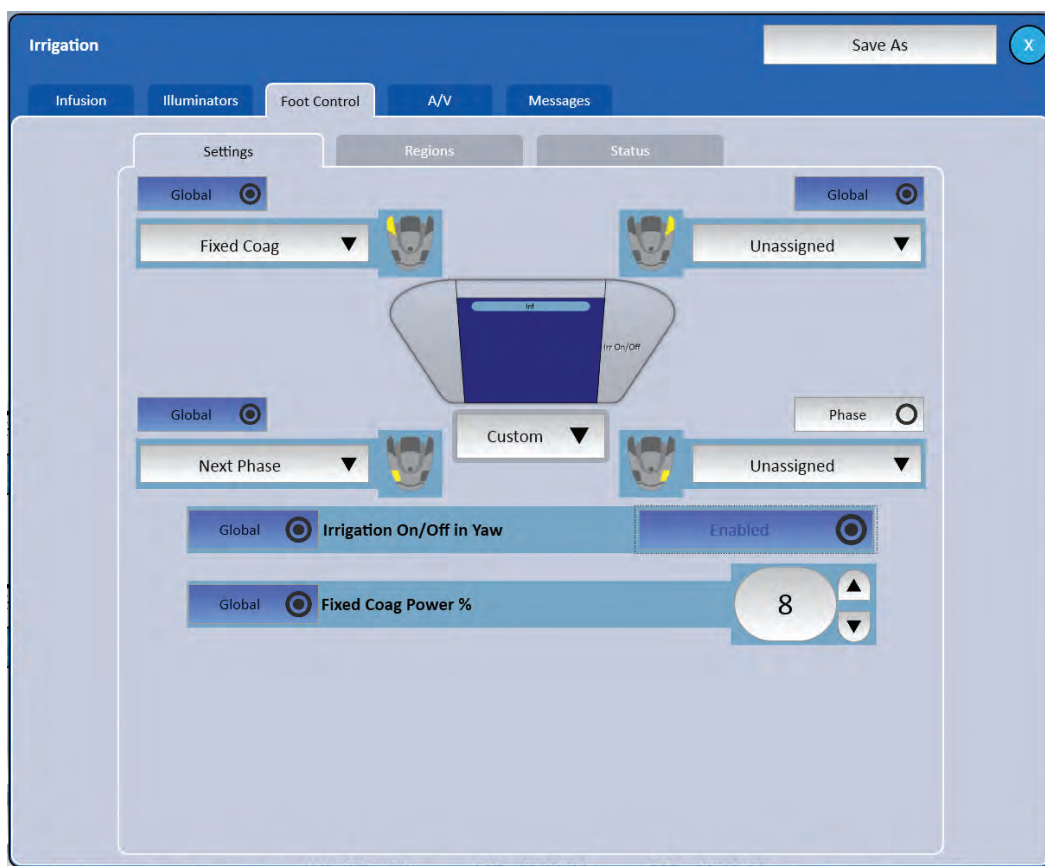 Irrigation
Save As
X
Infusion Illuminators Foot Control A/V Messages
Settings Regions Status
Global Global
Fixed Coag Unassigned
Inf
Irr On/Off
Global Phase
Custom
Next Phase Unassigned
Global Irrigation On/Off in Yaw Enabled
Global Fixed Coag Power % 8